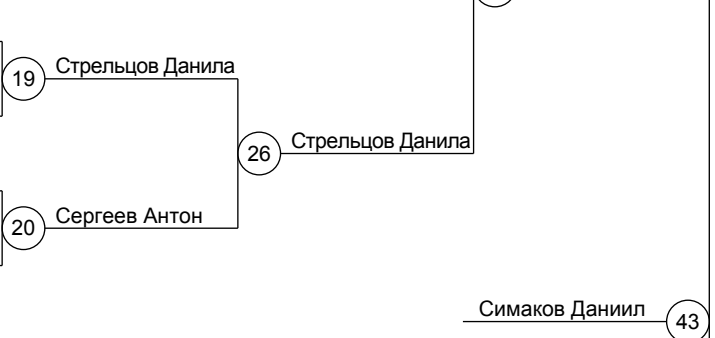 Стрельцов Данила
19
Стрельцов Данила
26
Сергеев Антон
20
Симаков Даниил
43